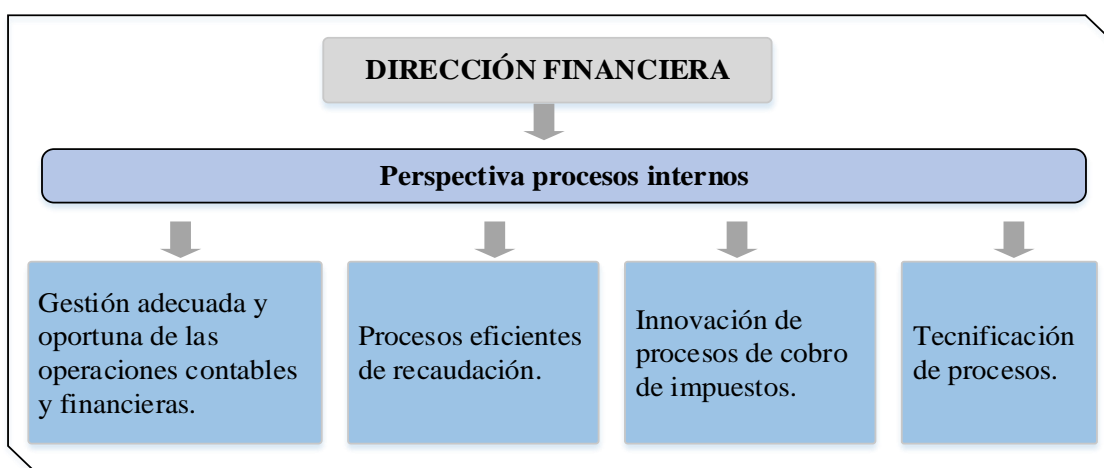 DIRECCIÓN FINANCIERA
Perspectiva procesos internos
Gestión adecuada y
oportuna de las
operaciones contables
y financieras.
Procesos eficientes
de recaudación.
Innovación de
procesos de cobro
de impuestos.
Tecnificación
de procesos.